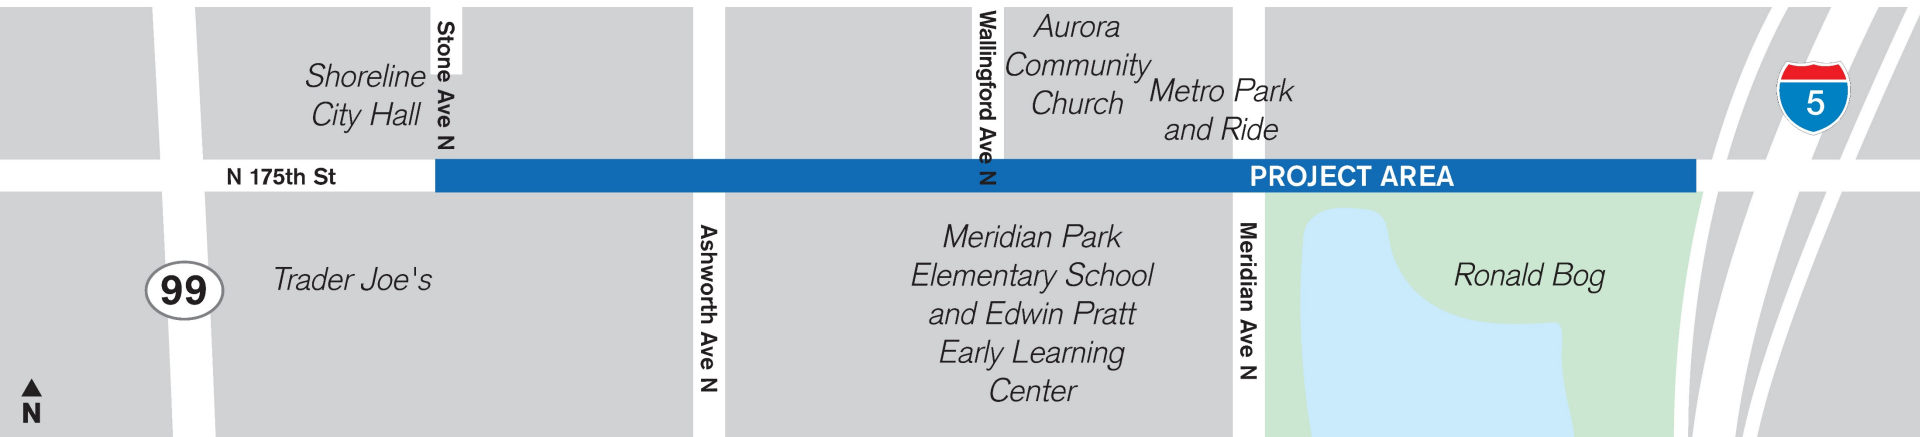 Stone Ave N
Shoreline
City Hall
Wallingford Ave N
Aurora
Community
Church
Metro Park
and Ride
5
N 175th St
PROJECT AREA
99
Trader Joe's
Ashworth Ave N
Meridian Park
Elementary School
and Edwin Pratt
Early Learning
Center
Meridian Ave N
Ronald Bog
N